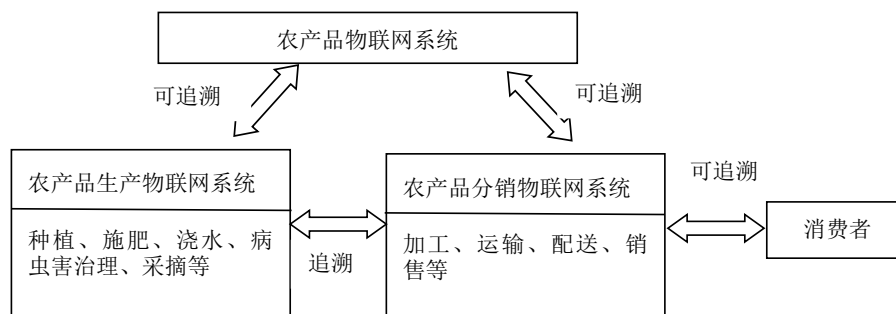 农产品物联网系统
可追溯
可追溯
农产品生产物联网系统
种植、施肥、浇水、病
虫害治理、采摘等
追溯
农产品分销物联网系统
加工、运输、配送、销
售等
可追溯
消费者